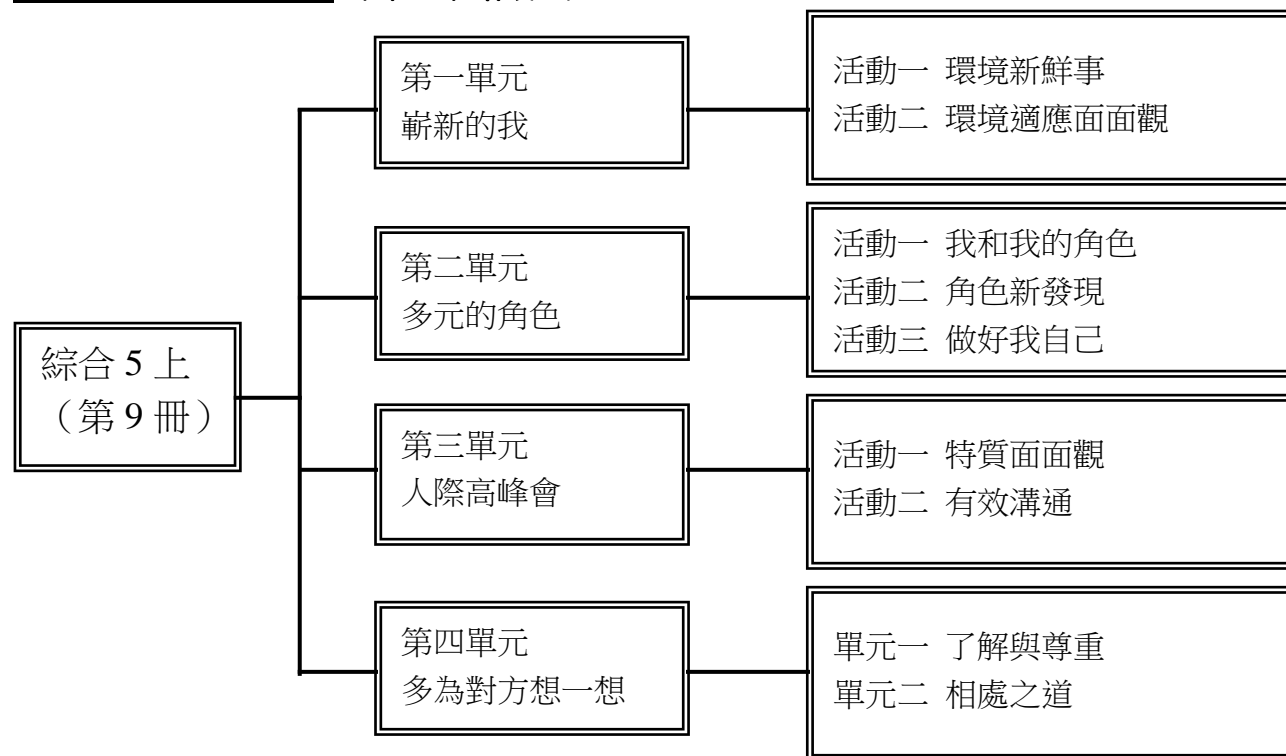 綜合 5 上
（第 9 冊）
第一單元
嶄新的我
活動一 環境新鮮事
活動二 環境適應面面觀
第二單元
多元的角色
活動一 我和我的角色
活動二 角色新發現
活動三 做好我自己
第三單元
人際高峰會
活動一 特質面面觀
活動二 有效溝通
第四單元
多為對方想一想
單元一 了解與尊重
單元二 相處之道